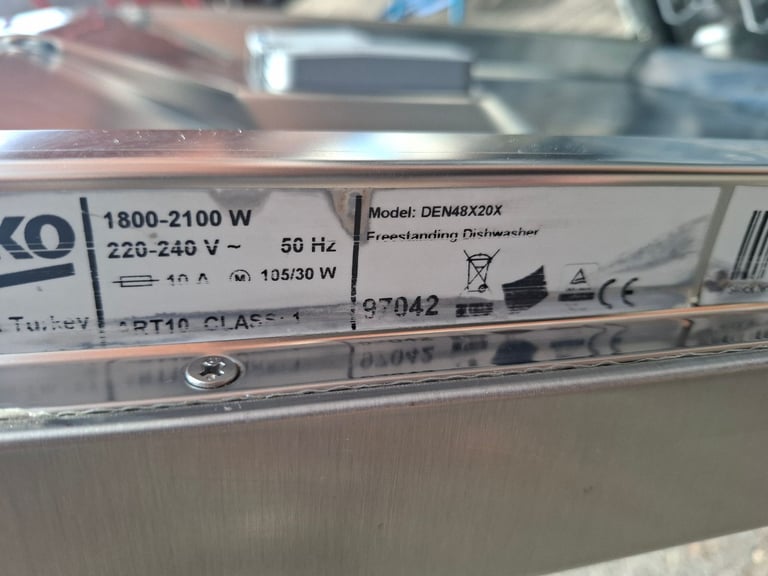 KO
Turkey
1800-2100 W
220-240 V ~ 50 Hz
10 A M 105/30 W
ART10 CLASS: 1
Model: DEN48X20X
Freestanding Dishwasher
97042
CE